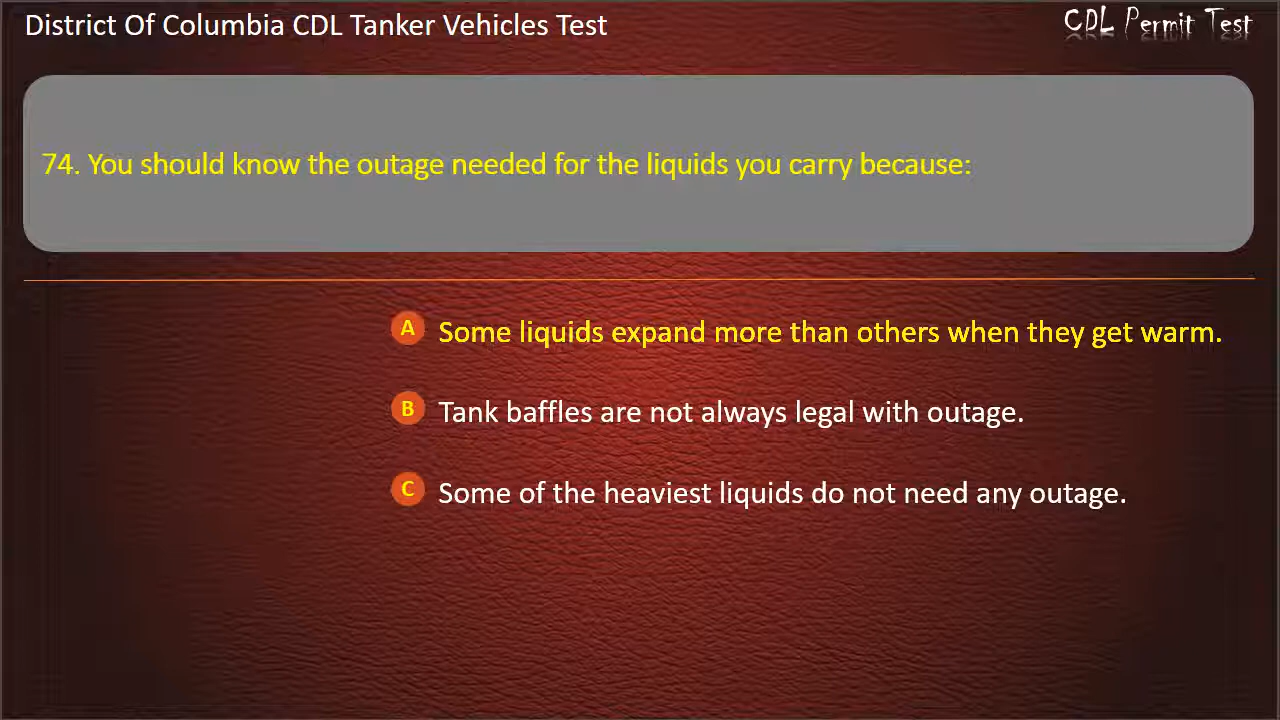 District Of Columbia CDL Tanker Vehicles Test
CDL Permit Test
74. You should know the outage needed for the liquids you carry because:
A Some liquids expand more than others when they get warm.
B Tank baffles are not always legal with outage.
C Some of the heaviest liquids do not need any outage.